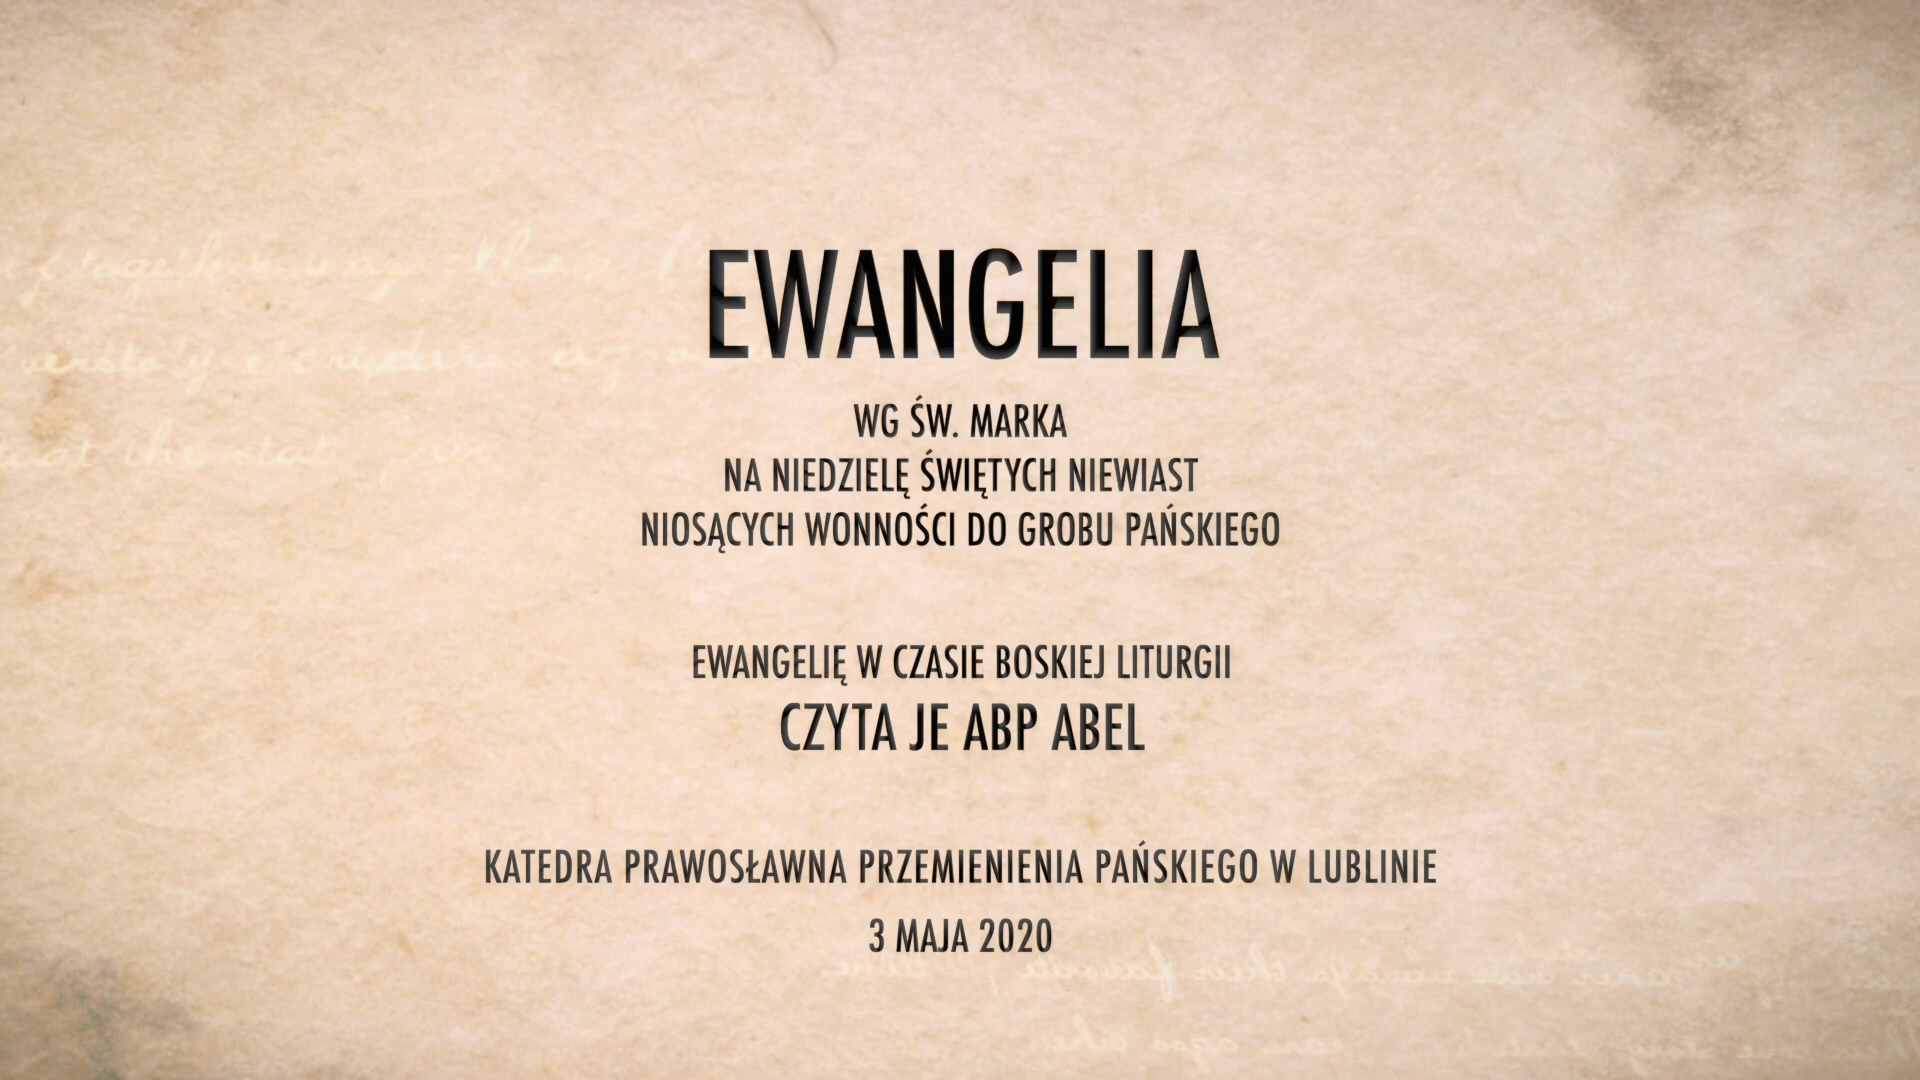 EWANGELIA
WG ŚW. MARKA
NA NIEDZIELĘ ŚWIĘTYCH NIEWIAST
NIOSĄCYCH WONNOŚCI DO GROBU PAŃSKIEGO
EWANGELIĘ W CZASIE BOSKIEJ LITURGII
CZYTA JE ABP ABEL
KATEDRA PRAWOSŁAWNA PRZEMIENIENIA PAŃSKIEGO W LUBLINIE
3 MAJA 2020